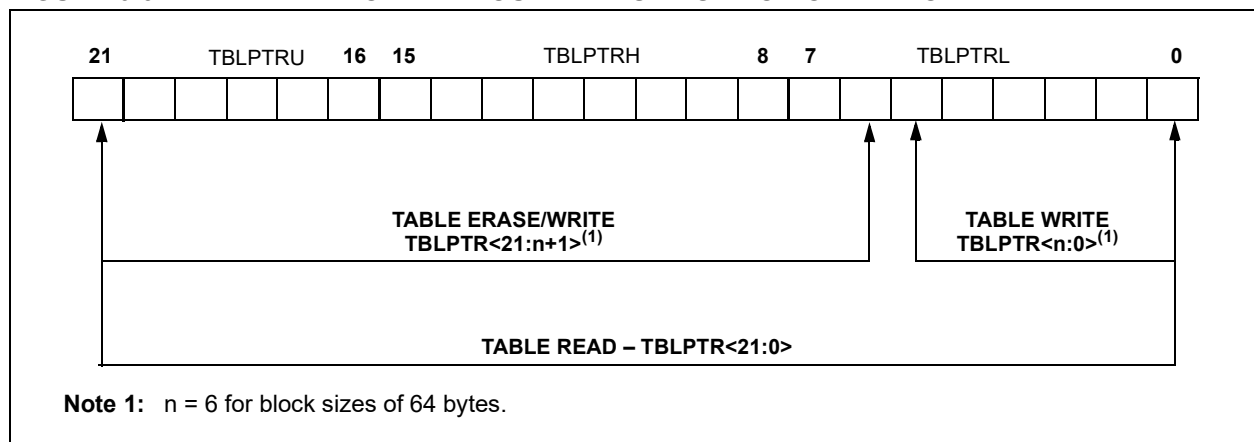 21 TBLPTRU 16 15 TBLPTRH 8 7 TBLPTRL 0
TABLE ERASE/WRITE
TBLPTR<21:n+1>(1)
TABLE WRITE
TBLPTR<n:0>(1)
TABLE READ – TBLPTR<21:0>
Note 1: n = 6 for block sizes of 64 bytes.